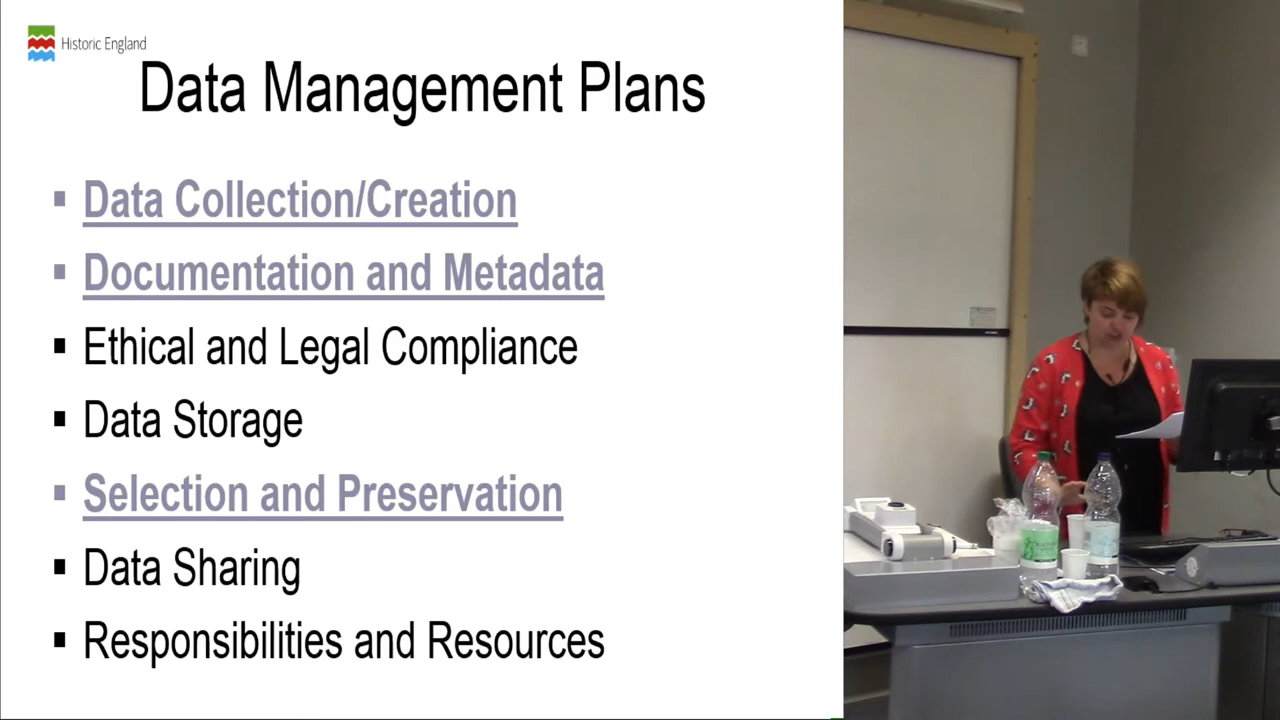 Historic England
Data Management Plans
Data Collection/Creation
Documentation and Metadata
Ethical and Legal Compliance
Data Storage
Selection and Preservation
Data Sharing
Responsibilities and Resources